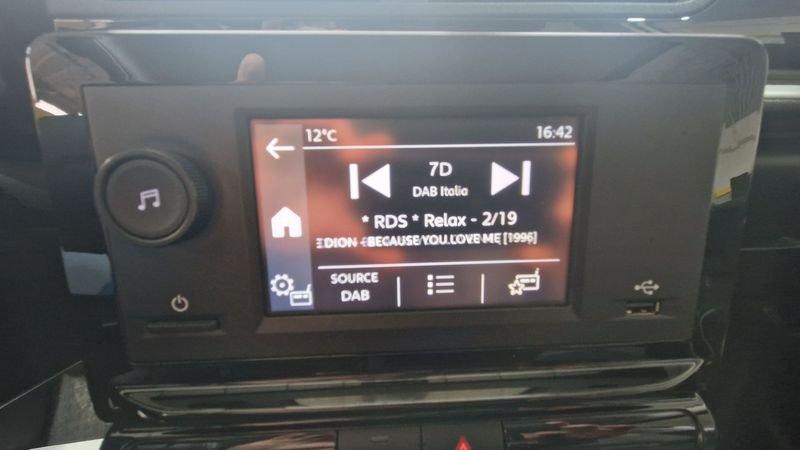 12°C 16:42
7D
DAB Italia
* RDS * Relax - 2/19
E DION - BECAUSE YOU LOVE ME [1996]
SOURCE
DAB